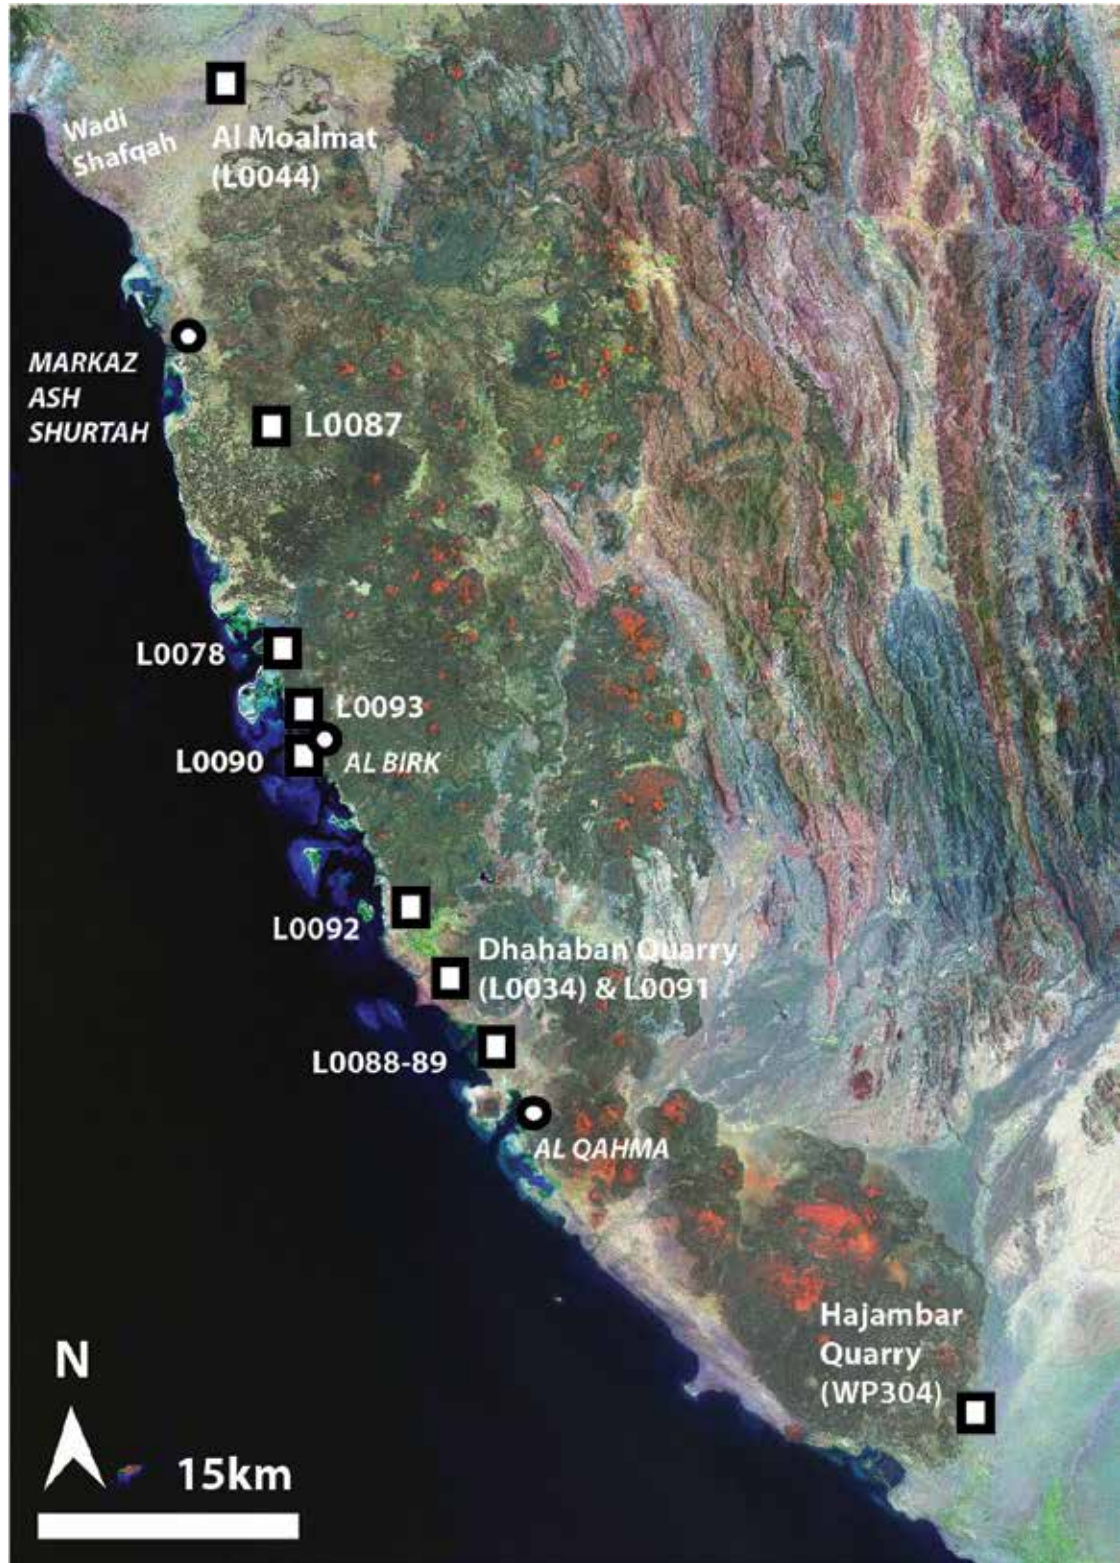 Wadi
Shafqah
Al Moalmat
(L0044)
MARKAZ
ASH
SHURTAH
L0087
L0078
L0093
L0090
AL BIRK
L0092
Dhahaban Quarry
(L0034) & L0091
L0088-89
AL QAHMA
Hajambar
Quarry
(WP304)
N
15km